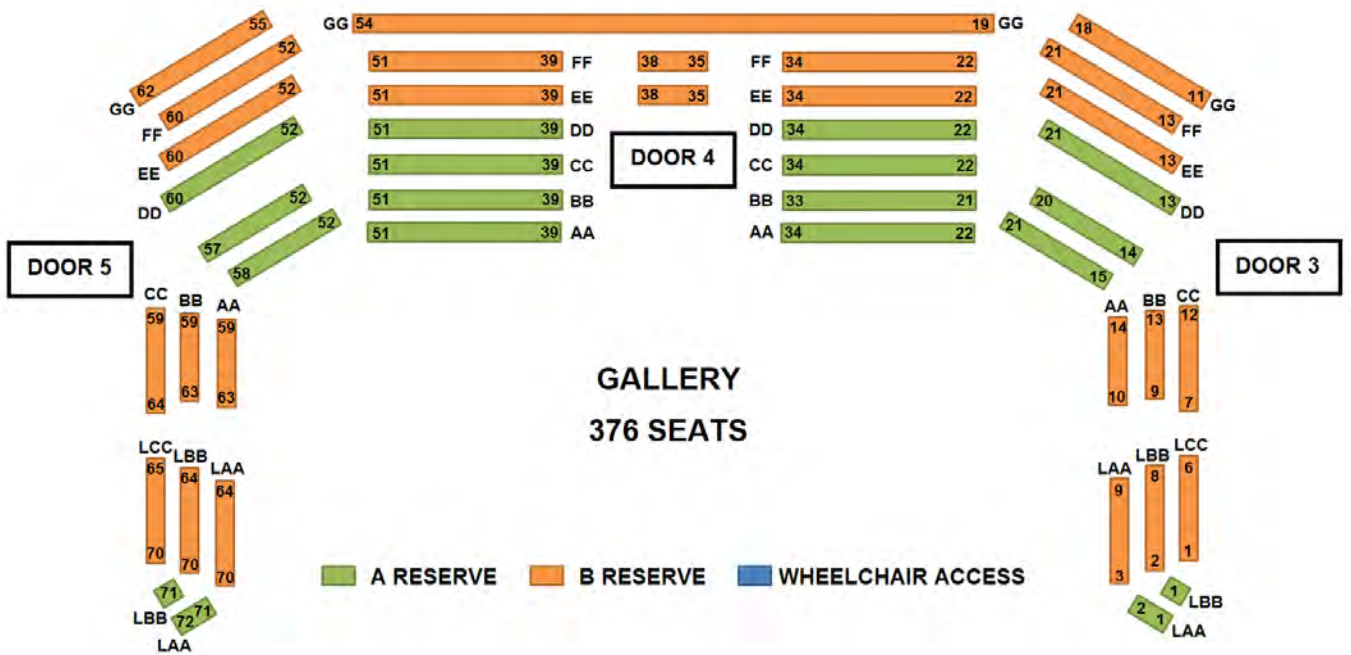 GG 54 19 GG
55
62
GG
18
11
GG
52
60
FF
51 39 FF 38 35 FF 34 22
21
13
FF
52
60
EE
51 39 EE 38 35 EE 34 22
21
13
EE
52
60
DD
51 39 DD DOOR 4 DD 34 22
21
13
DD
51 39 CC CC 34 22
52
57
51 39 BB BB 33 21
20
14
52
58
51 39 AA AA 34 22
21
15
DOOR 5
DOOR 3
CC BB AA
59 59 59
64 63 63
AA BB CC
14 13 12
10 9 7
GALLERY
376 SEATS
LCC LBB LAA
65 64 64
70 70 70
LAA LBB LCC
9 8 6
3 2 1
A RESERVE B RESERVE WHEELCHAIR ACCESS
71
LBB
72 71
LAA
1
LBB
2 1
LAA